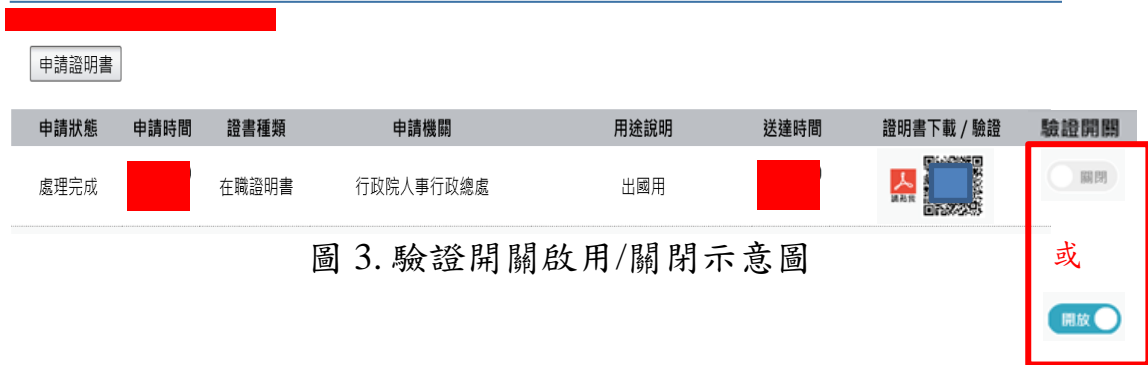 申請證明書
申請狀態 申請時間 證書種類 申請機關 用途說明 送達時間 證明書下載 / 驗證 驗證開關
處理完成 在職證明書 行政院人事行政總處 出國用 關閉
請點我
圖 3.驗證開關啟用/關閉示意圖
或
開放